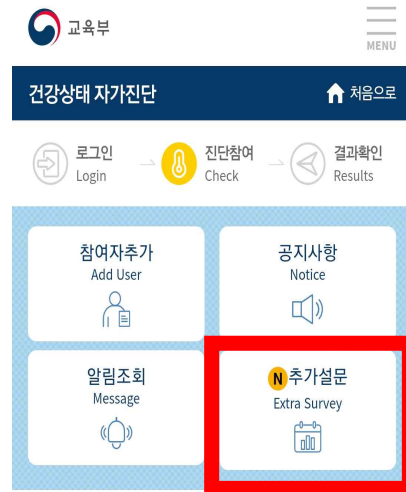 교육부
MENU
건강상태 자가진단
처음으로
로그인
Login
진단참여
Check
결과확인
Results
참여자추가
Add User
공지사항
Notice
알림조회
Message
N 추가설문
Extra Survey